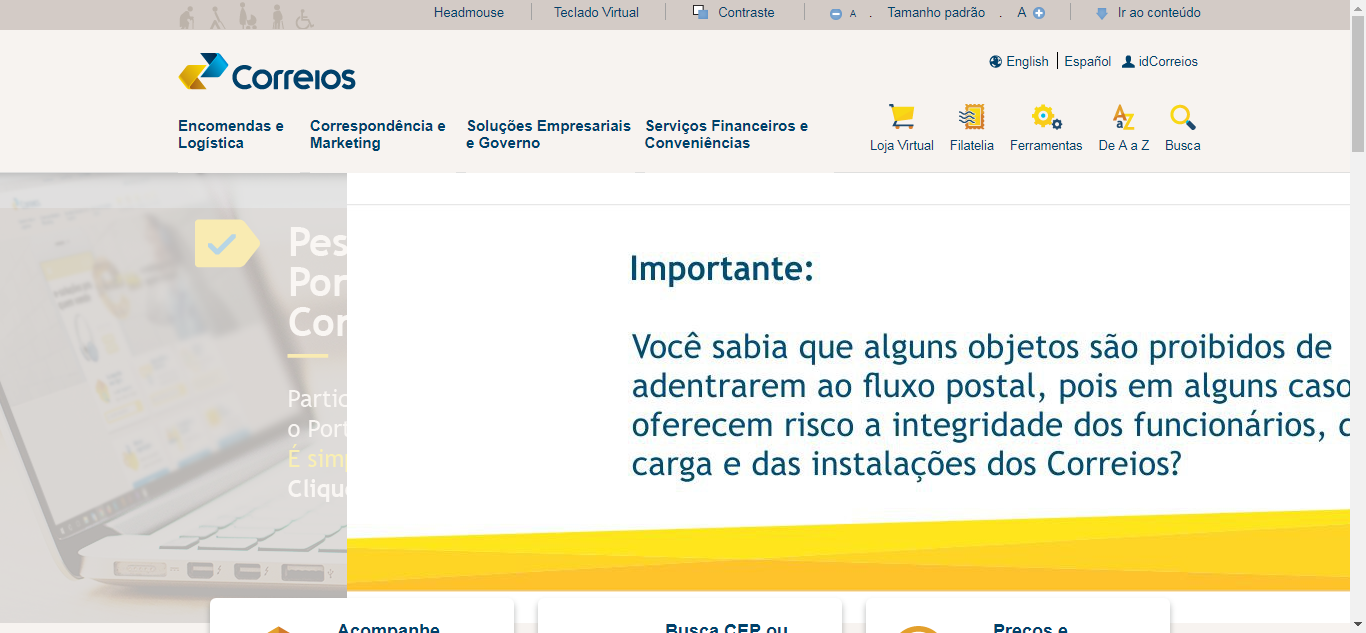 Headmouse
Teclado Virtual
Contraste
A . Tamanho padrão . A
Ir ao conteúdo
Correios
English
Español
idCorreios
Encomendas e
Logística
Correspondência e
Marketing
Soluções Empresariais
e Governo
Serviços Financeiros e
Conveniências
Loja Virtual
Filatelia
Ferramentas
De A a Z
Busca
Importante:
Você sabia que alguns objetos são proibidos de
adentrarem ao fluxo postal, pois em alguns caso
oferecem risco a integridade dos funcionários,
carga e das instalações dos Correios?
Pes
Por
Cor
Partic
o Port
É simp
Clique
Acompanhe
Busca CEP ou
Preços e